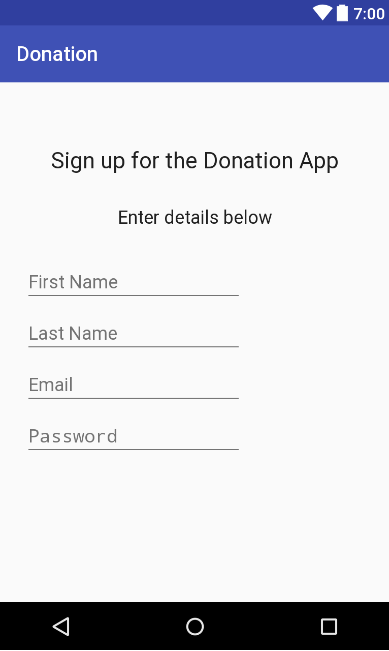 7:00
Donation
Sign up for the Donation App
Enter details below
First Name
Last Name
Email
Password